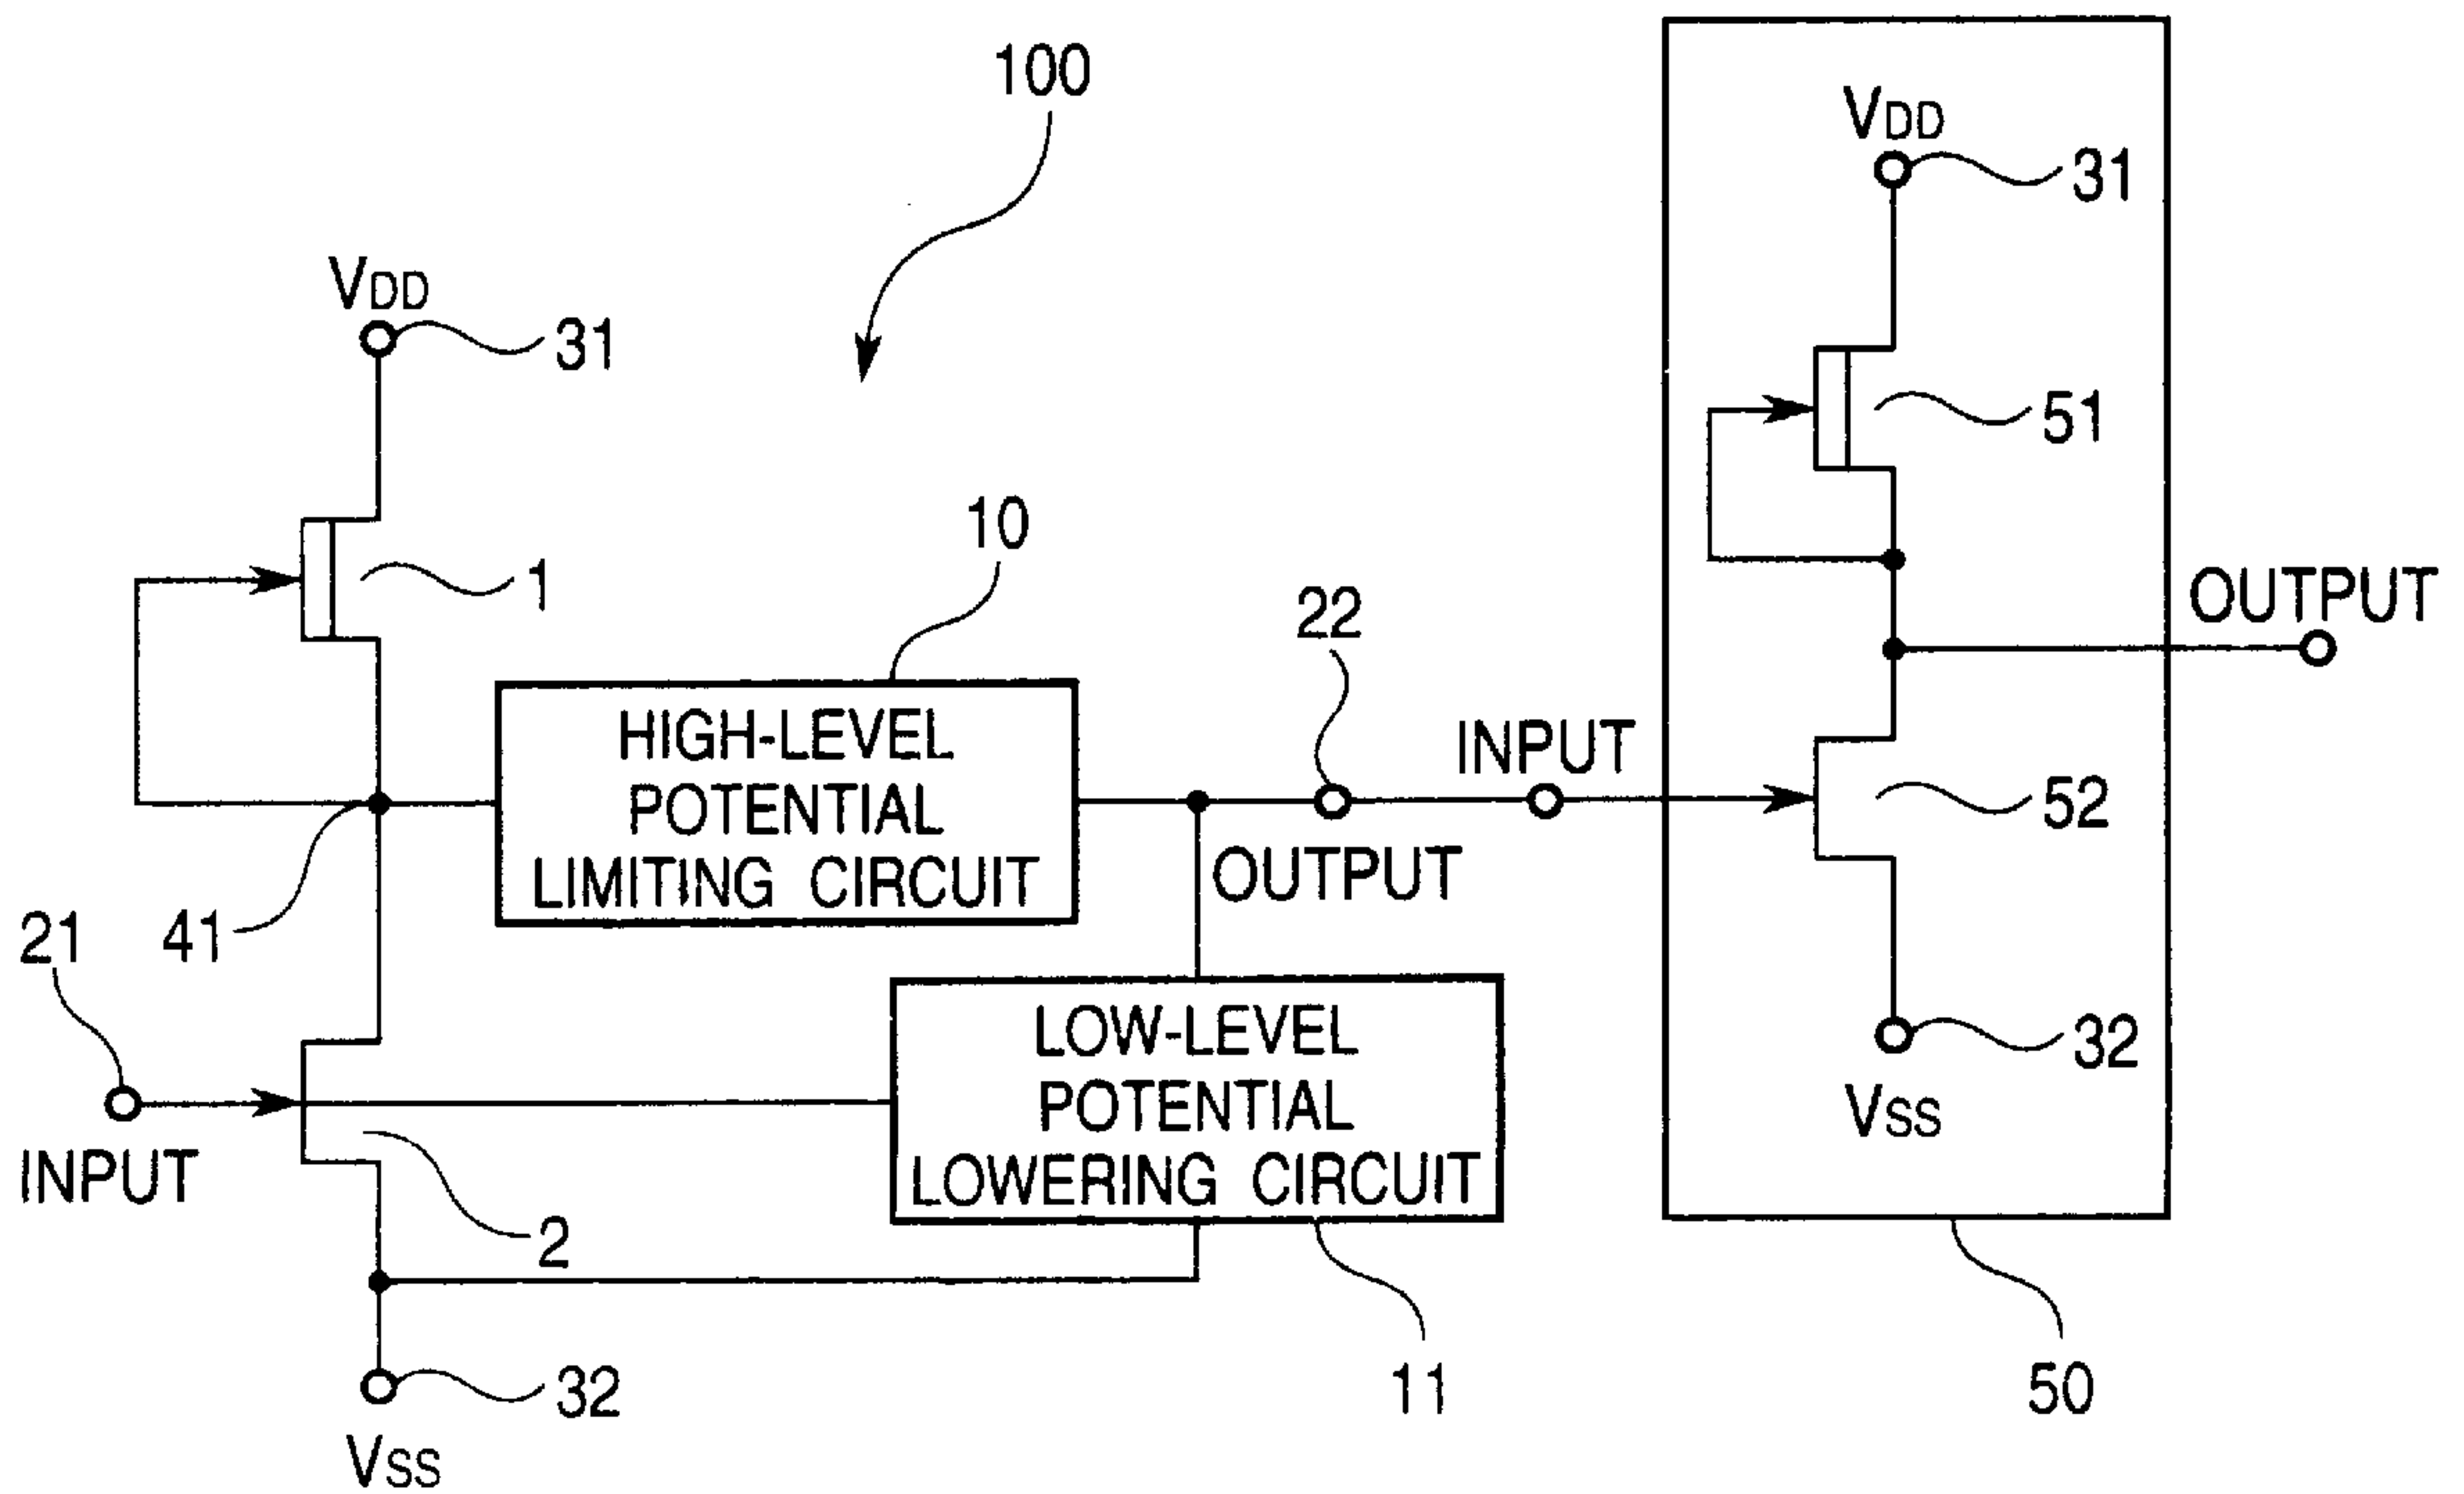 100
VDD
31
VDD
31
51
10
1
22
OUTPUT
HIGH-LEVEL
POTENTIAL
LIMITING CIRCUIT
INPUT
52
OUTPUT
21
41
LOW-LEVEL
POTENTIAL
LOWERING CIRCUIT
32
VSS
INPUT
2
11
50
32
VSS